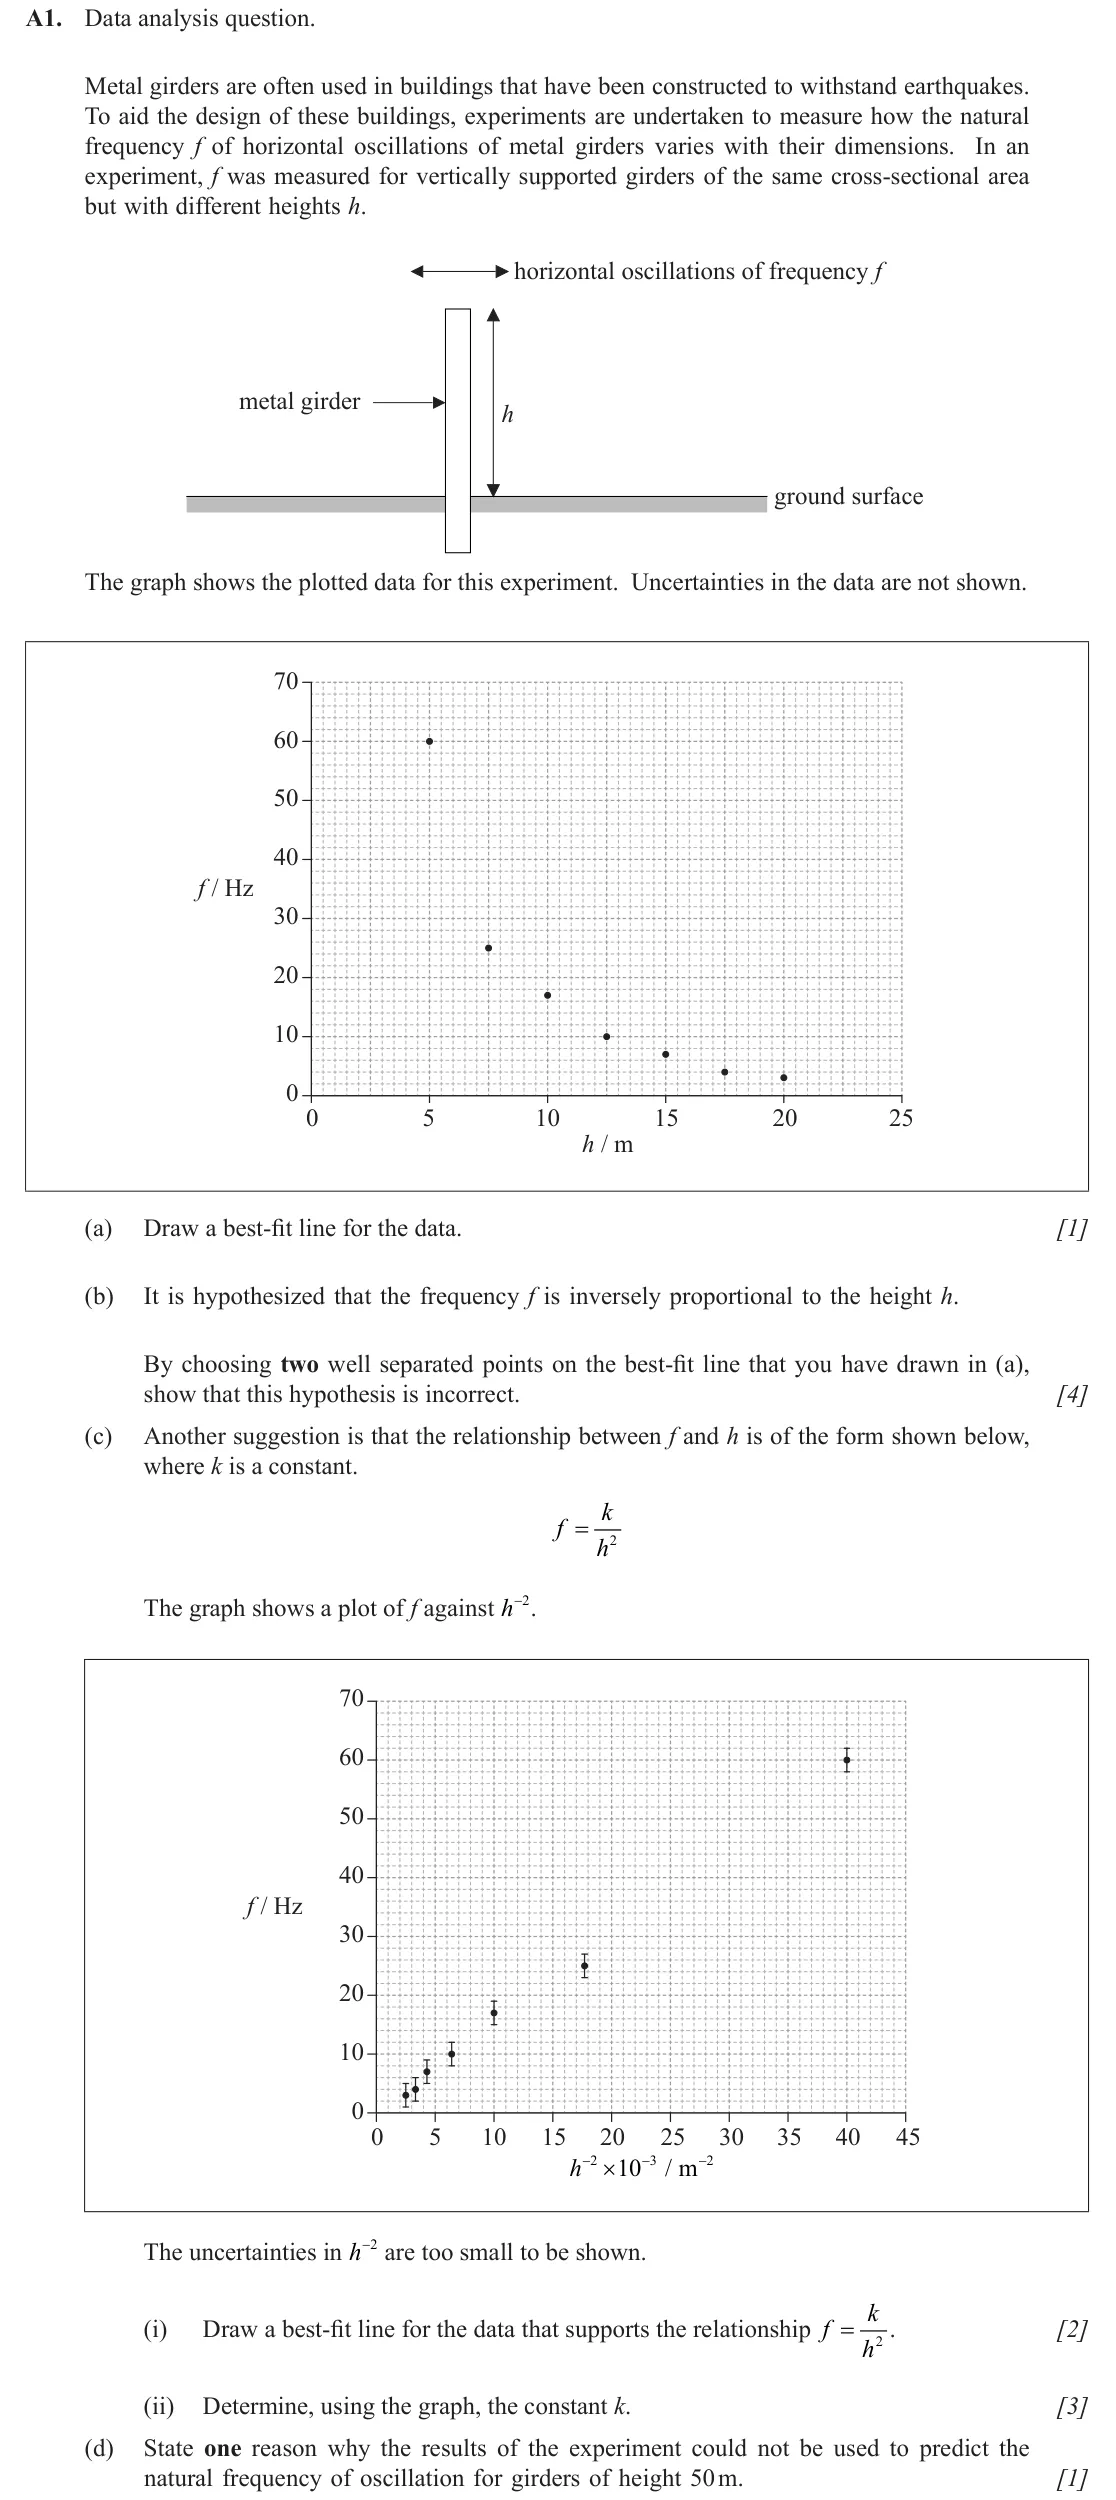 A1. Data analysis question.
Metal girders are often used in buildings that have been constructed to withstand earthquakes.
To aid the design of these buildings, experiments are undertaken to measure how the natural
frequency f of horizontal oscillations of metal girders varies with their dimensions. In an
experiment, f was measured for vertically supported girders of the same cross-sectional area
but with different heights h.
horizontal oscillations of frequency f
metal girder
h
ground surface
The graph shows the plotted data for this experiment. Uncertainties in the data are not shown.
70
60
50
40
f / Hz
30
20
10
0
0 5 10 15 20 25
h / m
(a) Draw a best-fit line for the data. [1]
(b) It is hypothesized that the frequency f is inversely proportional to the height h.
By choosing two well separated points on the best-fit line that you have drawn in (a),
show that this hypothesis is incorrect. [4]
(c) Another suggestion is that the relationship between f and h is of the form shown below,
where k is a constant.
f = k/h²
The graph shows a plot of f against h⁻².
70
60
50
40
f / Hz
30
20
10
0
0 5 10 15 20 25 30 35 40 45
h⁻² ×10⁻³ / m⁻²
The uncertainties in h⁻² are too small to be shown.
(i) Draw a best-fit line for the data that supports the relationship f = k/h². [2]
(ii) Determine, using the graph, the constant k. [3]
(d) State one reason why the results of the experiment could not be used to predict the
natural frequency of oscillation for girders of height 50 m. [1]